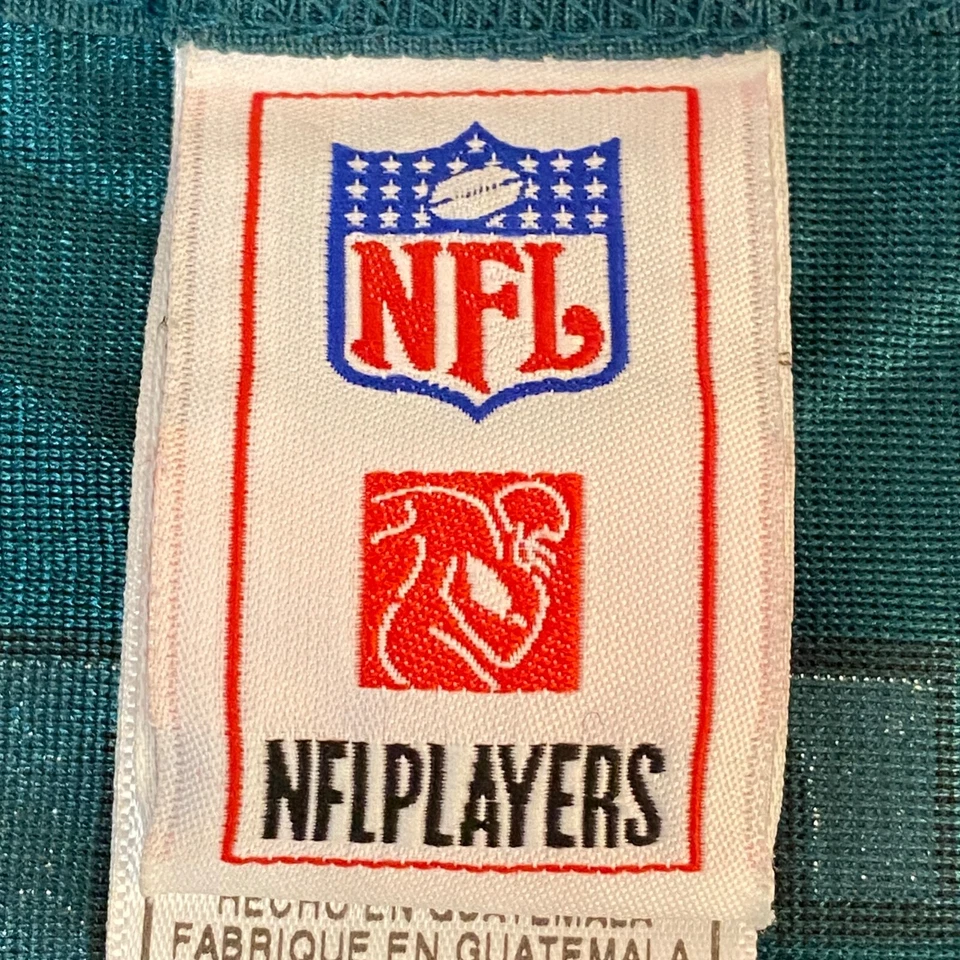 NFL
NFLPLAYERS
HECHO EN GUATEMALA
FABRIQUE EN GUATEMALA